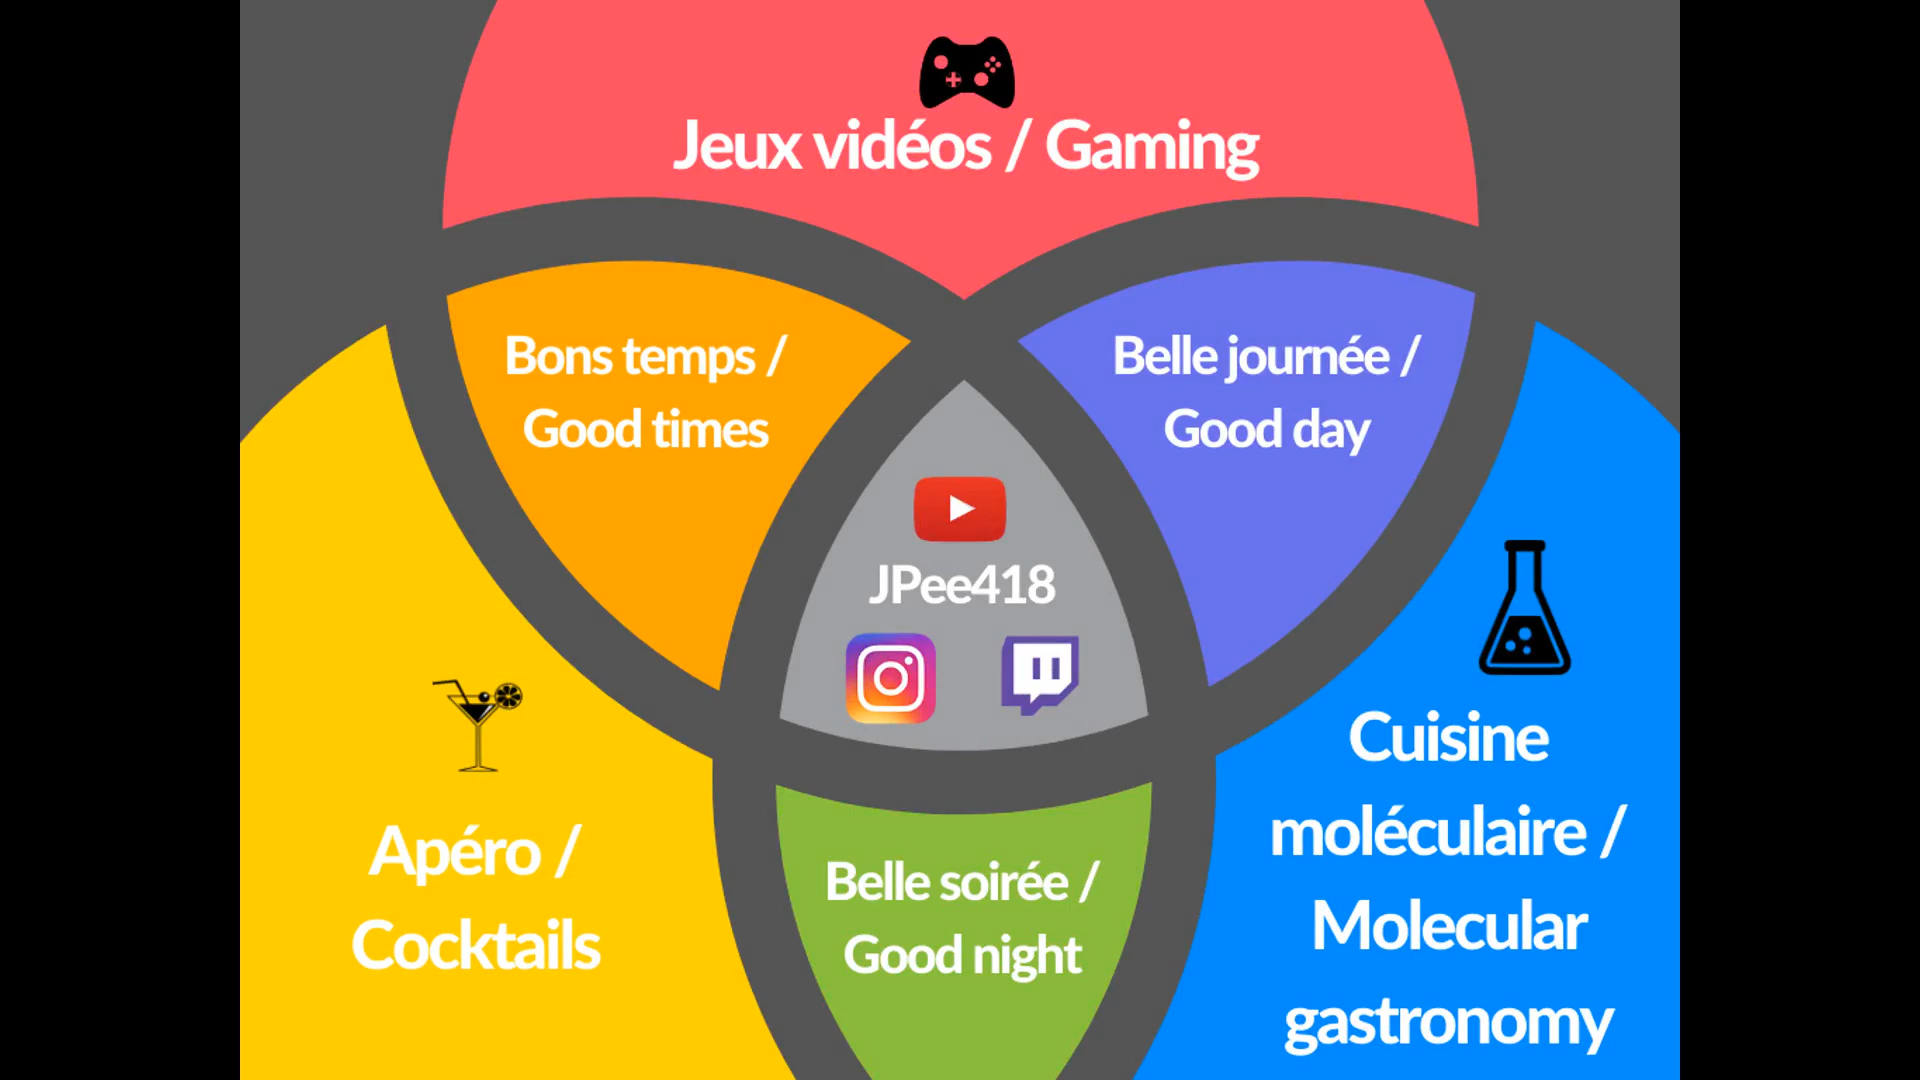 Jeux vidéos / Gaming
Bons temps /
Good times
Belle journée /
Good day
JPee418
Apéro /
Cocktails
Belle soirée /
Good night
Cuisine
moléculaire /
Molecular
gastronomy